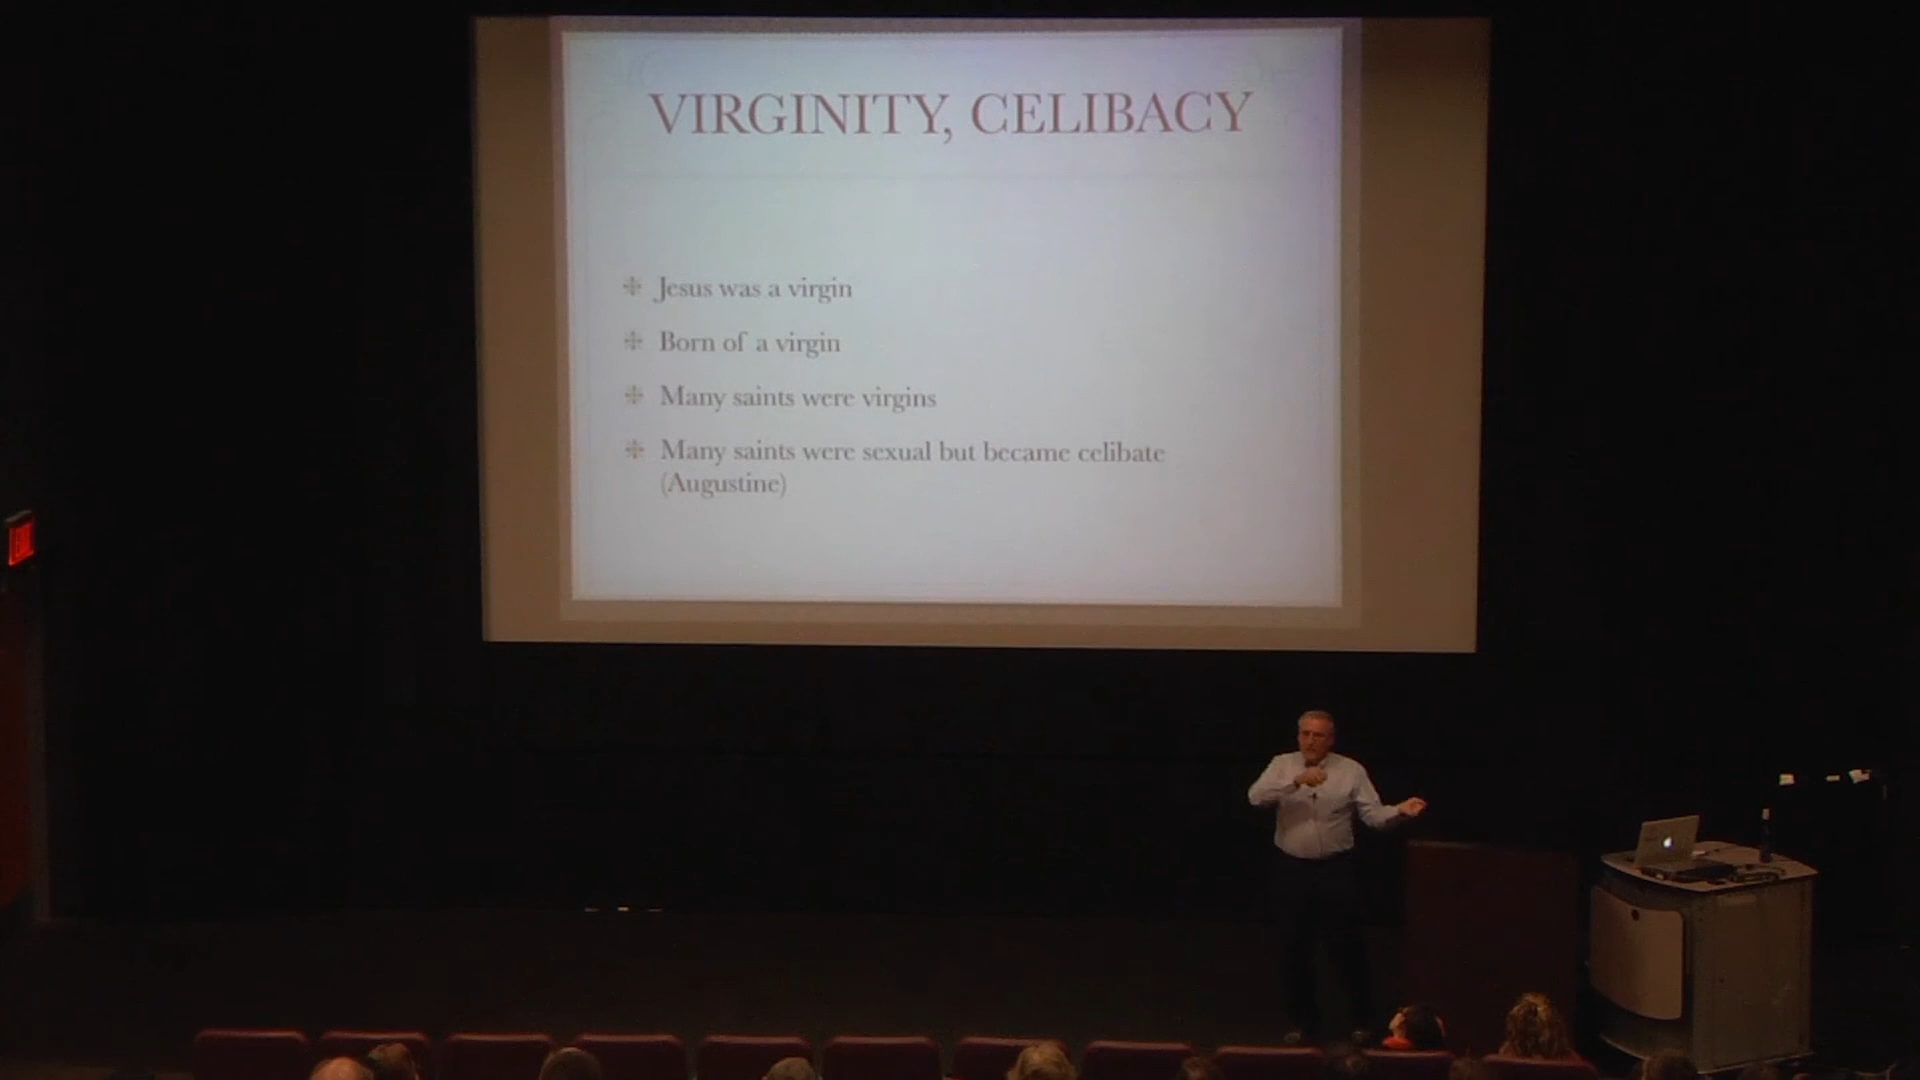 VIRGINITY, CELIBACY
Jesus was a virgin
Born of a virgin
Many saints were virgins
Many saints were sexual but became celibate
(Augustine)